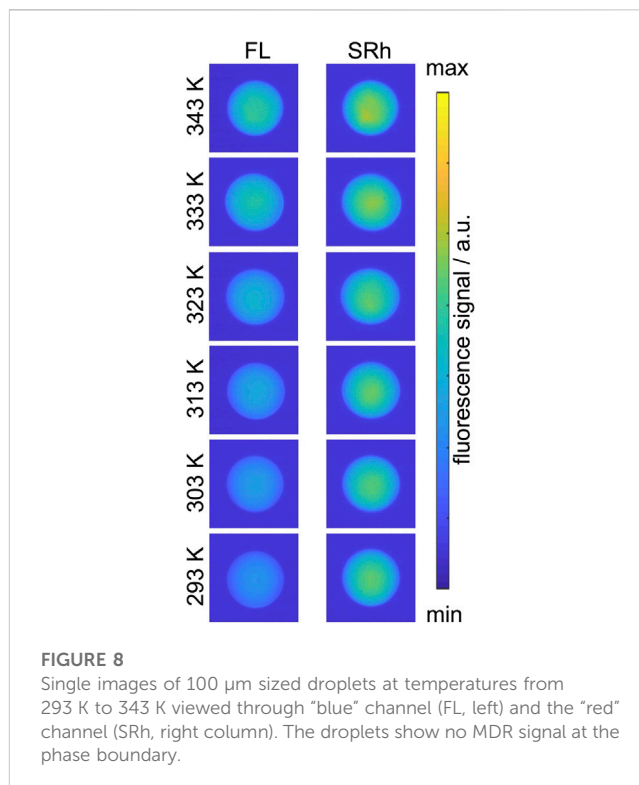 FL SRh
max
343 K
333 K
323 K
313 K
303 K
293 K
fluorescence signal / a.u.
min
FIGURE 8
Single images of 100 µm sized droplets at temperatures from
293 K to 343 K viewed through “blue” channel (FL, left) and the “red”
channel (SRh, right column). The droplets show no MDR signal at the
phase boundary.